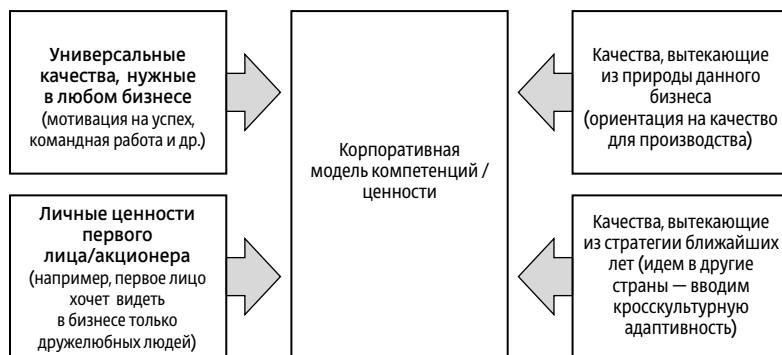 Универсальные
качества, нужные
в любом бизнесе
(мотивация на успех,
командная работа и др.)
Личные ценности
первого
лица/акционера
(например, первое лицо
хочет видеть
в бизнесе только
дружелюбных людей)
Корпоративная
модель компетенций /
ценности
Качества, вытекающие
из природы данного
бизнеса
(ориентация на качество
для производства)
Качества, вытекающие
из стратегии ближайших
лет (идем в другие
страны — вводим
кросскультурную
адаптивность)